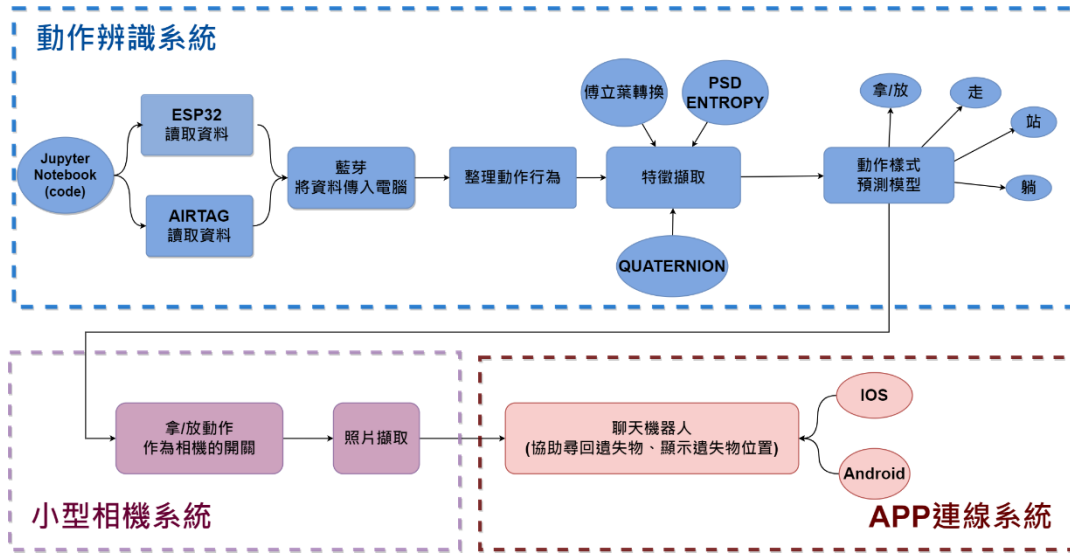 動作辨識系統
Jupyter
Notebook
(code)
ESP32
讀取資料
AIRTAG
讀取資料
藍芽
將資料傳入電腦
整理動作行為
傅立葉轉換
PSD
ENTROPY
特徵擷取
QUATERNION
動作樣式
預測模型
拿/放
走
站
躺
拿/放動作
作為相機的開關
照片擷取
小型相機系統
聊天機器人
(協助尋回遺失物、顯示遺失物位置)
IOS
Android
APP連線系統